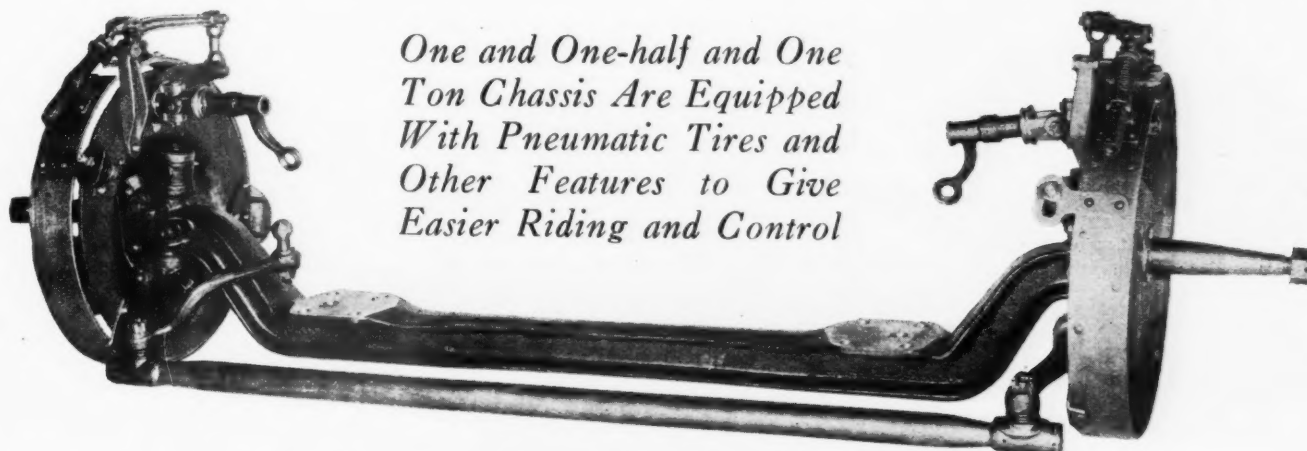 One and One-half and One
Ton Chassis Are Equipped
With Pneumatic Tires and
Other Features to Give
Easier Riding and Control